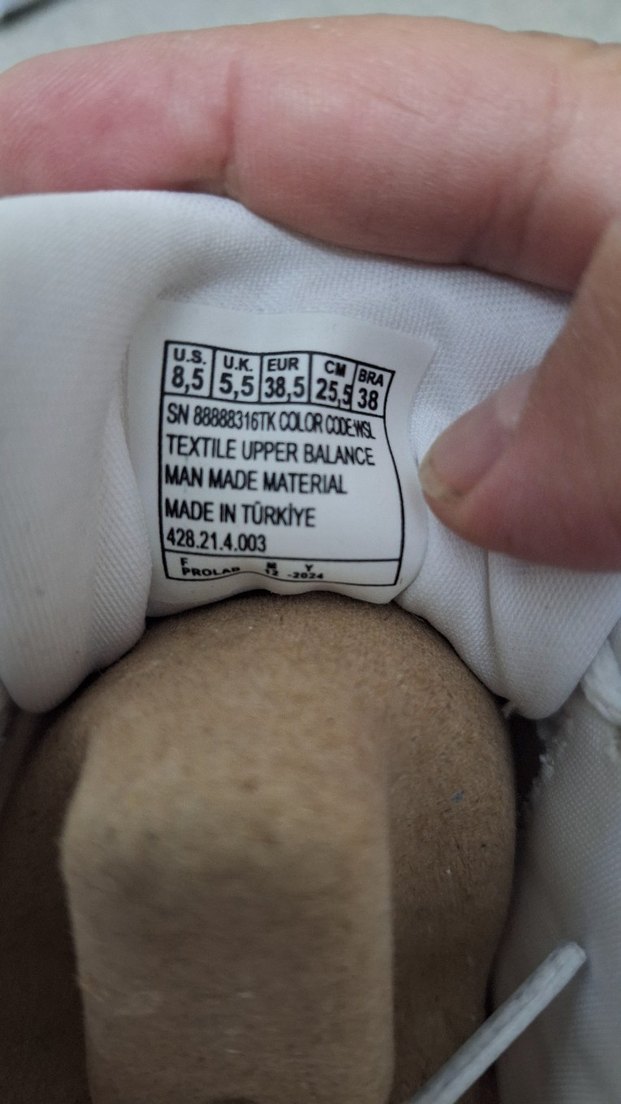 U.S. U.K. EUR CM BRA
8,5 5,5 38,5 25,5 38
SN 88888316TK COLOR CODE:WSL
TEXTILE UPPER BALANCE
MAN MADE MATERIAL
MADE IN TÜRKİYE
428.21.4.003
F M Y
PROLAR 12 -2024